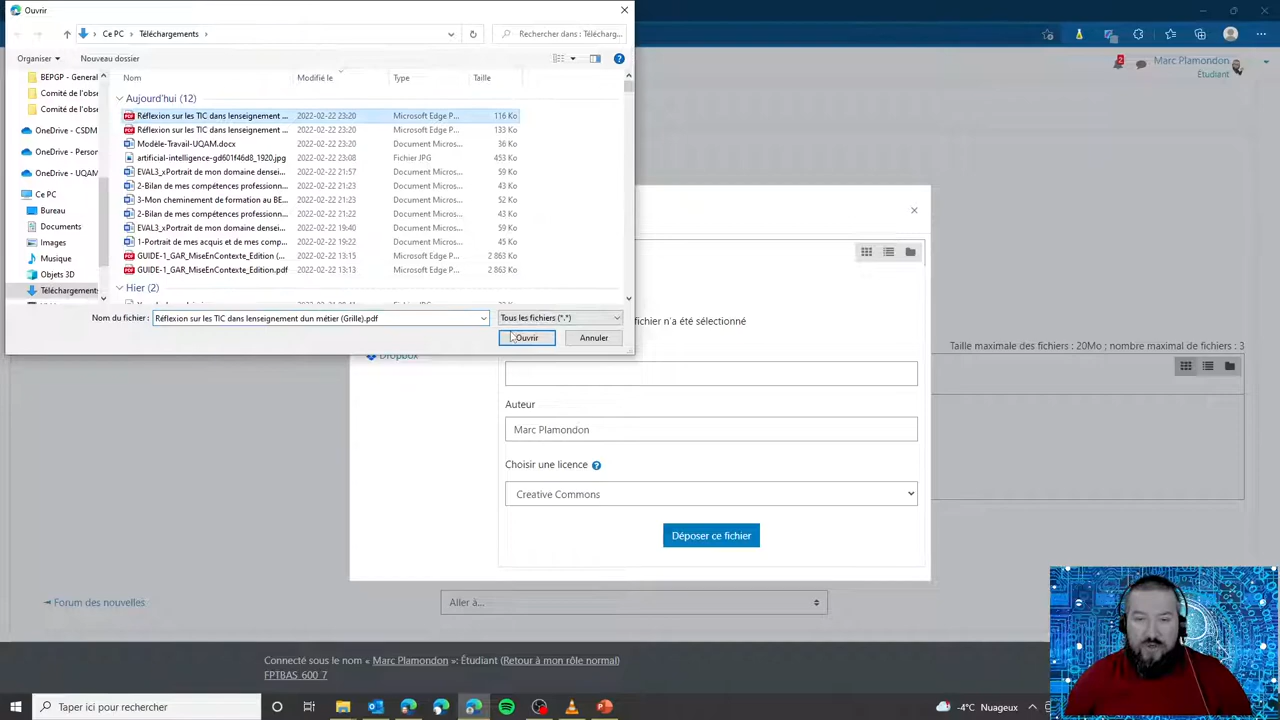 Ouvrir
Ce PC > Téléchargements >
Rechercher dans : Télécharg...
Organiser
Nouveau dossier
Nom
Modifié le
Type
Taille
BEPGP - General
Comité de l'obse
Comité de l'obse
OneDrive - CSDM
OneDrive - Person
OneDrive - UQAM
Ce PC
Bureau
Documents
Images
Musique
Objets 3D
Téléchargements
Aujourd'hui (12)
Réflexion sur les TIC dans lenseignement ... 2022-02-22 23:20 Microsoft Edge P... 116 Ko
Réflexion sur les TIC dans lenseignement ... 2022-02-22 23:20 Microsoft Edge P... 133 Ko
Modèle-Travail-UQAM.docx 2022-02-22 23:20 Document Micros... 36 Ko
artificial-intelligence-gd601f46d8_1920.jpg 2022-02-22 23:08 Fichier JPG 453 Ko
EVAL3_xPortrait de mon domaine densei... 2022-02-22 21:57 Document Micros... 59 Ko
2-Bilan de mes compétences profession... 2022-02-22 21:23 Document Micros... 43 Ko
3-Mon cheminement de formation au BE... 2022-02-22 21:22 Document Micros... 52 Ko
2-Bilan de mes compétences profession... 2022-02-22 21:22 Document Micros... 43 Ko
EVAL3_xPortrait de mon domaine densei... 2022-02-22 19:40 Document Micros... 59 Ko
1-Portrait de mes acquis et de mes comp... 2022-02-22 19:22 Document Micros... 45 Ko
GUIDE-1_GAR_MiseEnContexte_Edition (... 2022-02-22 13:15 Microsoft Edge P... 2 863 Ko
GUIDE-1_GAR_MiseEnContexte_Edition.pdf 2022-02-22 13:13 Microsoft Edge P... 2 863 Ko
Hier (2)
Nom du fichier : Réflexion sur les TIC dans lenseignement dun métier (Grille).pdf
Tous les fichiers (*.*)
Ouvrir
Annuler
2
Marc Plamondon
Étudiant
fichier n'a été sélectionné
Taille maximale des fichiers : 20Mo ; nombre maximal de fichiers : 3
Dropbox
Auteur
Marc Plamondon
Choisir une licence
Creative Commons
Déposer ce fichier
◄ Forum des nouvelles
Aller à...
Connecté sous le nom « Marc Plamondon »: Étudiant (Retour à mon rôle normal)
FPTBAS_600_7
Taper ici pour rechercher
-4°C Nuageux